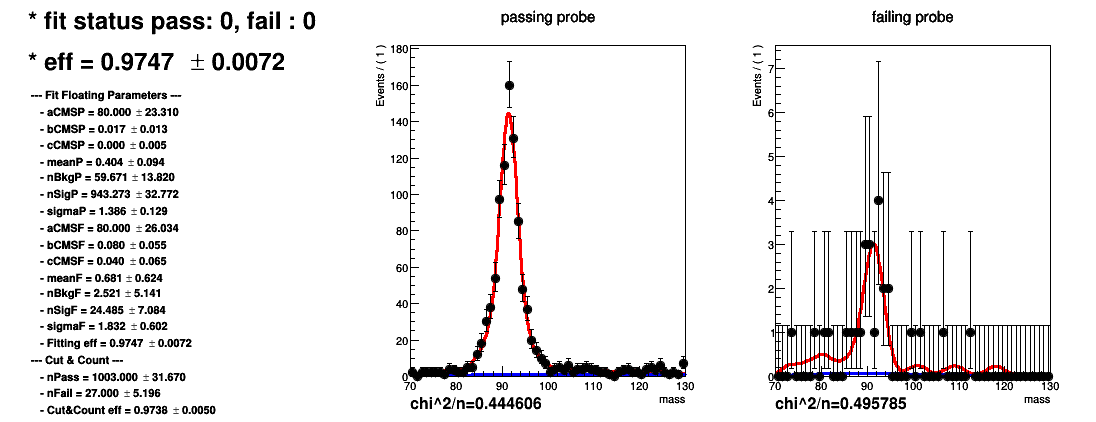 * fit status pass: 0, fail : 0
* eff = 0.9747 ± 0.0072
--- Fit Floating Parameters ---
- aCMSP = 80.000 ± 23.310
- bCMSP = 0.017 ± 0.013
- cCMSP = 0.000 ± 0.005
- meanP = 0.404 ± 0.094
- nBkgP = 59.671 ± 13.820
- nSigP = 943.273 ± 32.772
- sigmaP = 1.386 ± 0.129
- aCMSF = 80.000 ± 26.034
- bCMSF = 0.080 ± 0.055
- cCMSF = 0.040 ± 0.065
- meanF = 0.681 ± 0.624
- nBkgF = 2.521 ± 5.141
- nSigF = 24.485 ± 7.084
- sigmaF = 1.832 ± 0.602
- Fitting eff = 0.9747 ± 0.0072
--- Cut & Count ---
- nPass = 1003.000 ± 31.670
- nFail = 27.000 ± 5.196
- Cut&Count eff = 0.9738 ± 0.0050
passing probe
Events / ( 1 )
180
160
140
120
100
80
60
40
20
0
70 80 90 100 110 120 130
mass
chi^2/n=0.444606
failing probe
Events / ( 1 )
7
6
5
4
3
2
1
0
70 80 90 100 110 120 130
mass
chi^2/n=0.495785